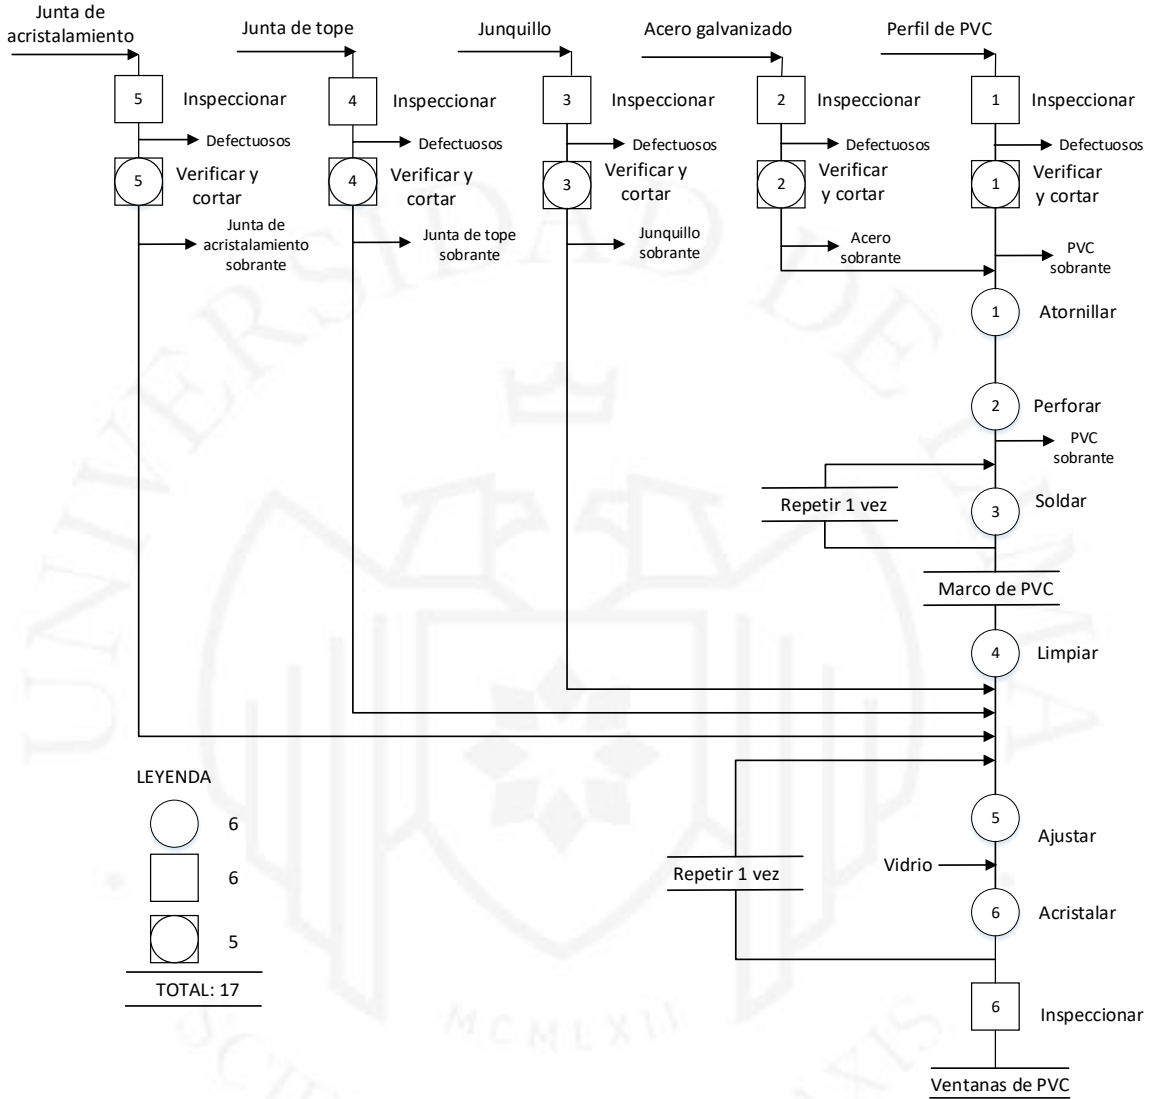 Junta de
acristalamiento
Junta de tope
Junquillo
Acero galvanizado
Perfil de PVC
5
Inspeccionar
4
Inspeccionar
3
Inspeccionar
2
Inspeccionar
1
Inspeccionar
Defectuosos
Defectuosos
Defectuosos
Defectuosos
Defectuosos
5
Verificar y
cortar
4
Verificar y
cortar
3
Verificar y
cortar
2
Verificar
y cortar
1
Verificar
y cortar
Junta de
acristalamiento
sobrante
Junta de tope
sobrante
Junquillo
sobrante
Acero
sobrante
PVC
sobrante
1
Atornillar
2
Perforar
PVC
sobrante
Repetir 1 vez
3
Soldar
Marco de PVC
4
Limpiar
LEYENDA
6
6
5
TOTAL: 17
5
Ajustar
Vidrio
Repetir 1 vez
6
Acristalar
6
Inspeccionar
Ventanas de PVC
UNIVERSIDAD DE LIMA
MCMLXII